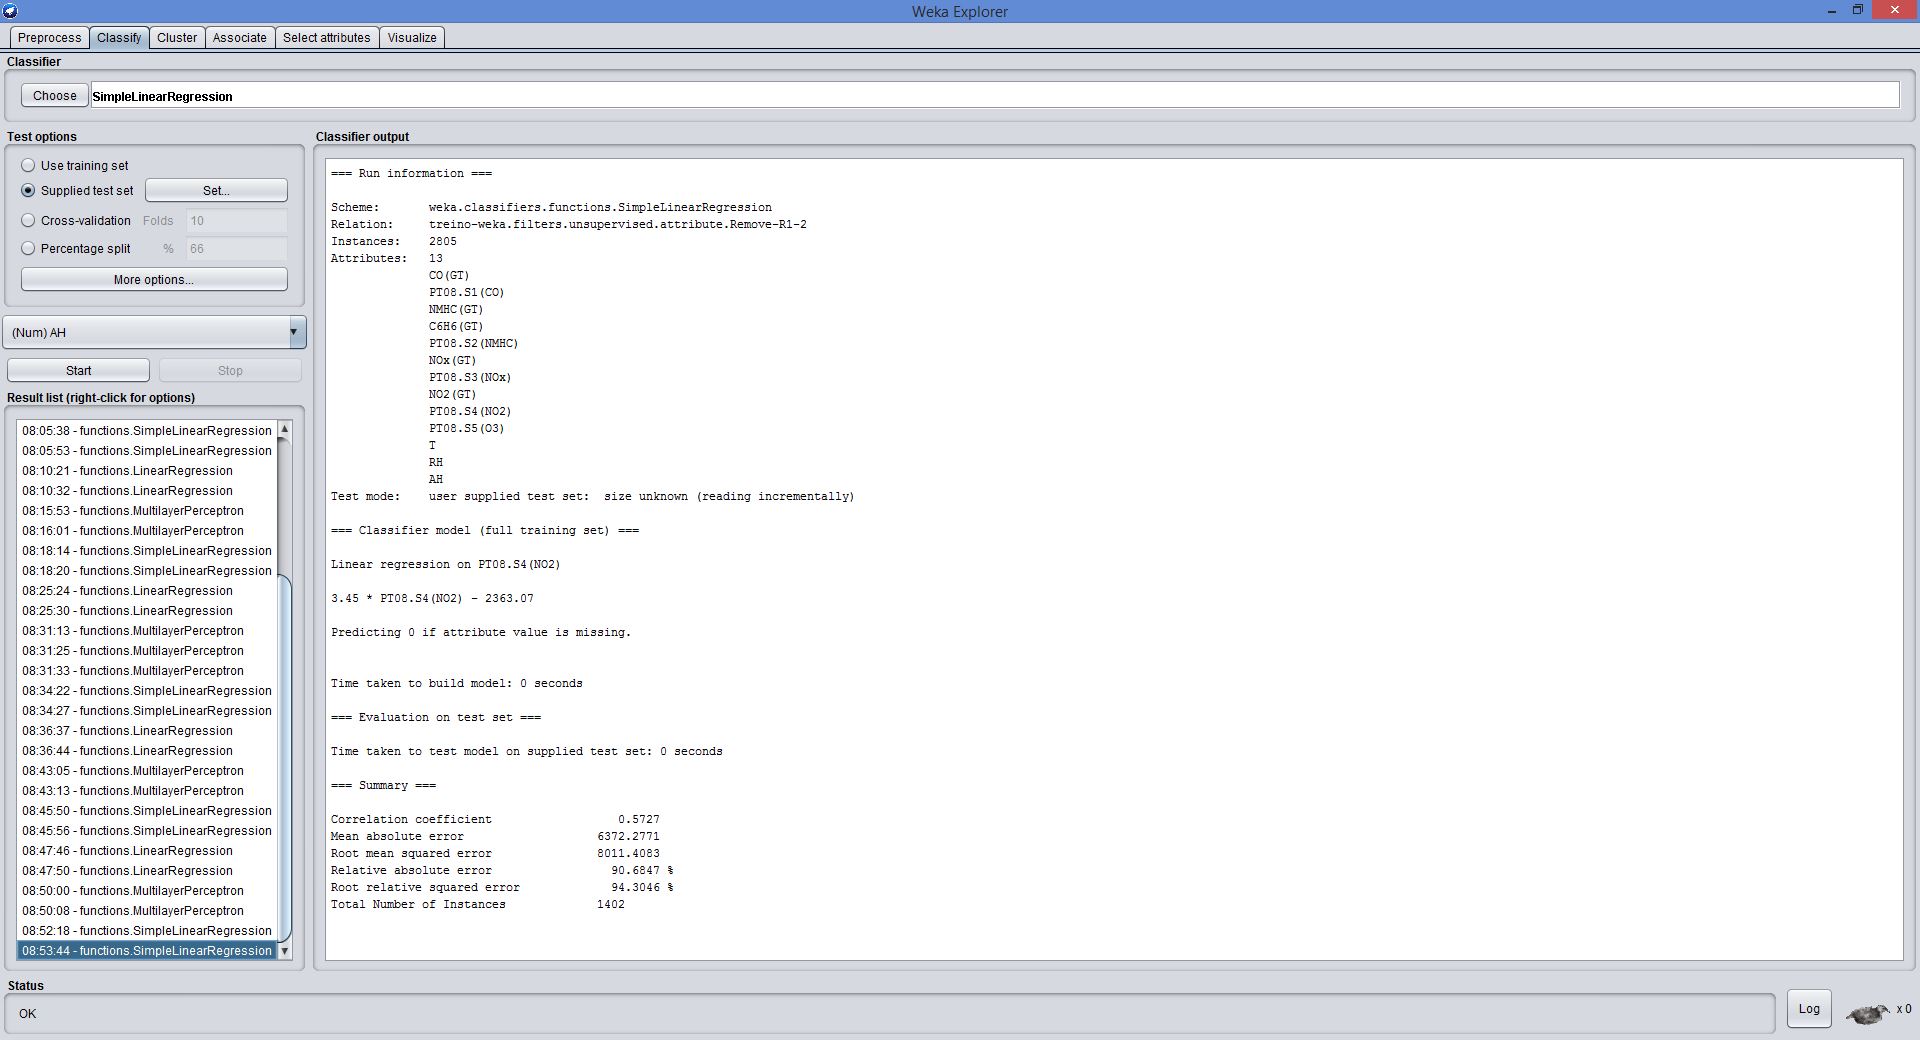 Weka Explorer
Preprocess Classify Cluster Associate Select attributes Visualize
Classifier
Choose SimpleLinearRegression
Test options
Use training set
Supplied test set Set...
Cross-validation Folds 10
Percentage split % 66
More options...
(Num) AH
Start Stop
Result list (right-click for options)
08:05:38 - functions.SimpleLinearRegression
08:05:53 - functions.SimpleLinearRegression
08:10:21 - functions.LinearRegression
08:10:32 - functions.LinearRegression
08:15:53 - functions.MultilayerPerceptron
08:16:01 - functions.MultilayerPerceptron
08:18:14 - functions.SimpleLinearRegression
08:18:20 - functions.SimpleLinearRegression
08:25:24 - functions.LinearRegression
08:25:30 - functions.LinearRegression
08:31:13 - functions.MultilayerPerceptron
08:31:25 - functions.MultilayerPerceptron
08:31:33 - functions.MultilayerPerceptron
08:34:22 - functions.SimpleLinearRegression
08:34:27 - functions.SimpleLinearRegression
08:36:37 - functions.LinearRegression
08:36:44 - functions.LinearRegression
08:43:05 - functions.MultilayerPerceptron
08:43:13 - functions.MultilayerPerceptron
08:45:50 - functions.SimpleLinearRegression
08:45:56 - functions.SimpleLinearRegression
08:47:46 - functions.LinearRegression
08:47:50 - functions.LinearRegression
08:50:00 - functions.MultilayerPerceptron
08:50:08 - functions.MultilayerPerceptron
08:52:18 - functions.SimpleLinearRegression
08:53:44 - functions.SimpleLinearRegression
Classifier output
=== Run information ===
Scheme: weka.classifiers.functions.SimpleLinearRegression
Relation: treino-weka.filters.unsupervised.attribute.Remove-R1-2
Instances: 2805
Attributes: 13
CO(GT)
PT08.S1(CO)
NMHC(GT)
C6H6(GT)
PT08.S2(NMHC)
NOx(GT)
PT08.S3(NOx)
NO2(GT)
PT08.S4(NO2)
PT08.S5(O3)
T
RH
AH
Test mode: user supplied test set: size unknown (reading incrementally)
=== Classifier model (full training set) ===
Linear regression on PT08.S4(NO2)
3.45 * PT08.S4(NO2) - 2363.07
Predicting 0 if attribute value is missing.
Time taken to build model: 0 seconds
=== Evaluation on test set ===
Time taken to test model on supplied test set: 0 seconds
=== Summary ===
Correlation coefficient 0.5727
Mean absolute error 6372.2771
Root mean squared error 8011.4083
Relative absolute error 90.6847 %
Root relative squared error 94.3046 %
Total Number of Instances 1402
Status
OK
Log x 0